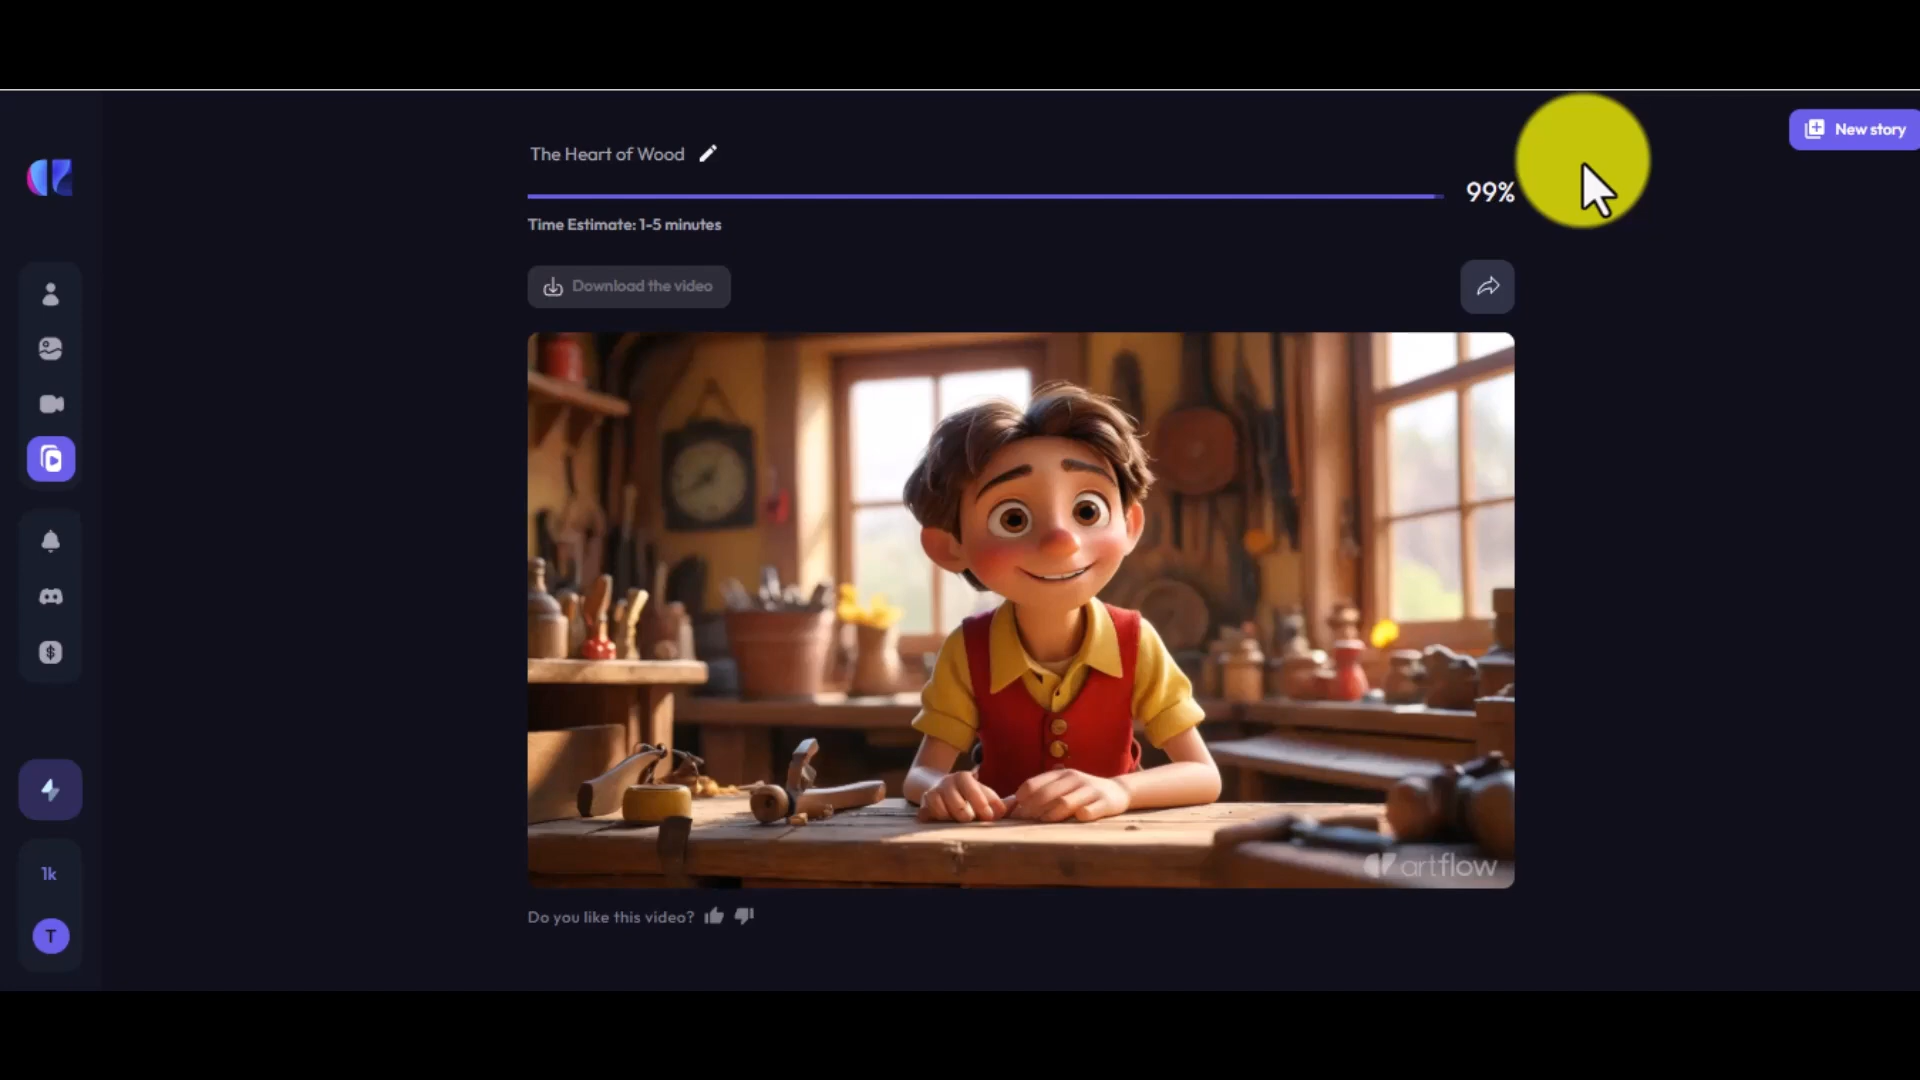 New story
The Heart of Wood
99%
Time Estimate: 1-5 minutes
Download the video
artflow
Do you like this video?
1k
T